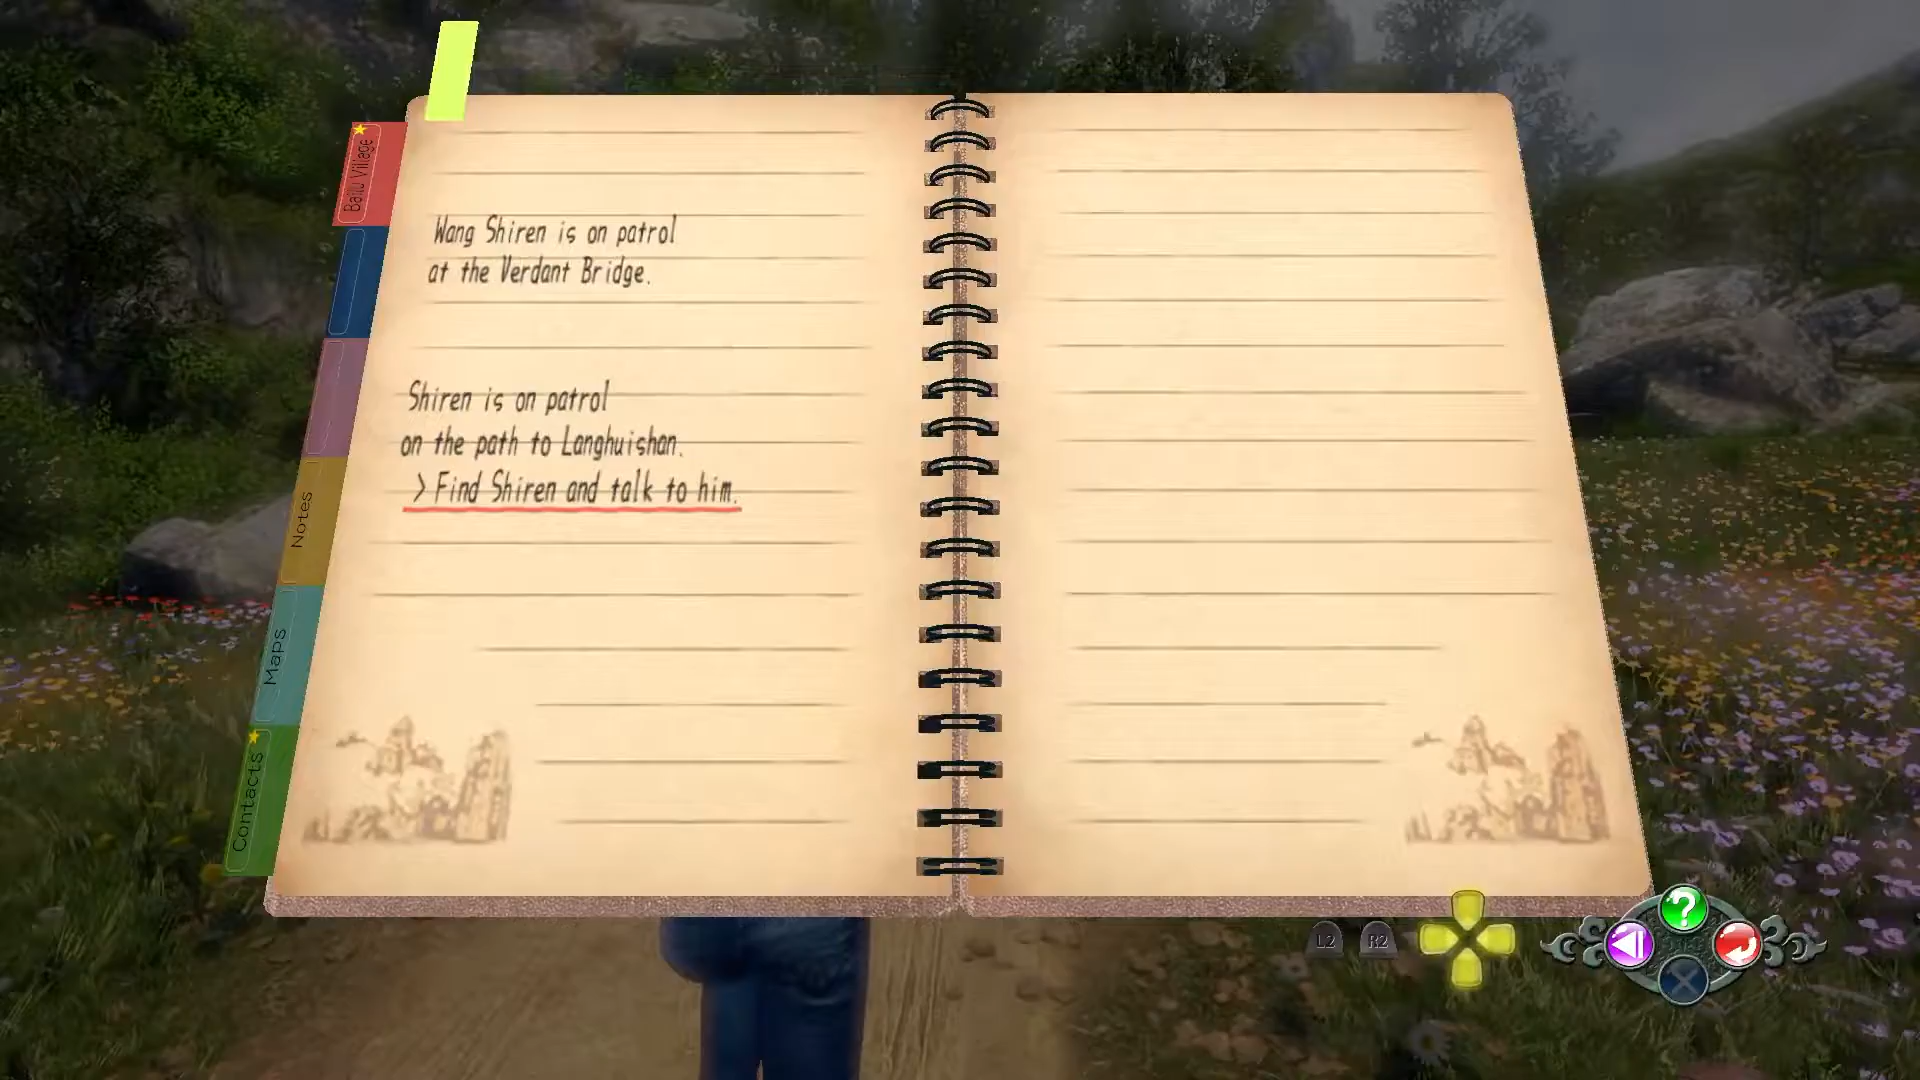 Bailu Village
Wang Shiren is on patrol
at the Verdant Bridge.
Shiren is on patrol
on the path to Langhuishan.
> Find Shiren and talk to him.
Notes
Maps
Contacts
L2
R2
?